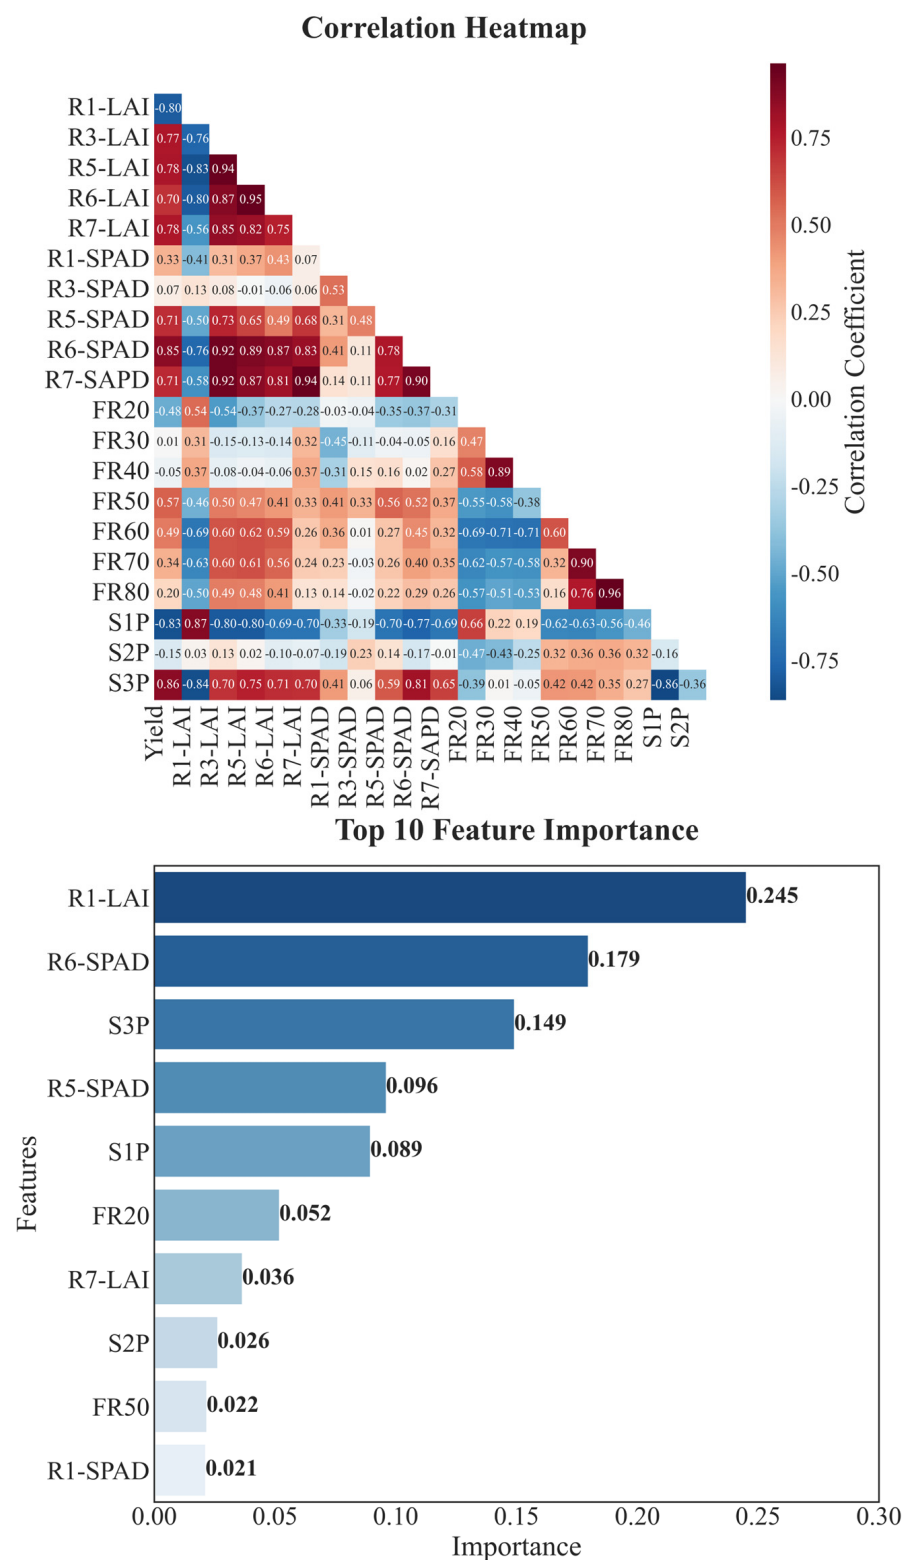 Correlation Heatmap
R1-LAI -0.80
R3-LAI 0.77 -0.76
R5-LAI 0.78 -0.83 0.94
R6-LAI 0.70 -0.80 0.87 0.95
R7-LAI 0.78 -0.56 0.85 0.82 0.75
R1-SPAD 0.33 -0.41 0.31 0.37 0.43 0.07
R3-SPAD 0.07 0.13 0.08 -0.01 -0.06 0.06 0.53
R5-SPAD 0.71 -0.50 0.73 0.65 0.49 0.68 0.31 0.48
R6-SPAD 0.85 -0.76 0.92 0.89 0.87 0.83 0.41 0.11 0.78
R7-SAPD 0.71 -0.58 0.92 0.87 0.81 0.94 0.14 0.11 0.77 0.90
FR20 -0.48 0.54 -0.54 -0.37 -0.27 -0.28 -0.03 -0.04 -0.35 -0.37 -0.31
FR30 0.01 0.31 -0.15 -0.13 -0.14 0.32 -0.45 -0.11 -0.04 -0.05 0.16 0.47
FR40 -0.05 0.37 -0.08 -0.04 -0.06 0.37 -0.31 0.15 0.16 0.02 0.27 0.58 0.89
FR50 0.57 -0.46 0.50 0.47 0.41 0.33 0.41 0.33 0.56 0.52 0.37 -0.55 -0.58 -0.38
FR60 0.49 -0.69 0.60 0.62 0.59 0.26 0.36 0.01 0.27 0.45 0.32 -0.69 -0.71 -0.71 0.60
FR70 0.34 -0.63 0.60 0.61 0.56 0.24 0.23 -0.03 0.26 0.40 0.35 -0.62 -0.57 -0.58 0.32 0.90
FR80 0.20 -0.50 0.49 0.48 0.41 0.13 0.14 -0.02 0.22 0.29 0.26 -0.57 -0.51 -0.53 0.16 0.76 0.96
S1P -0.83 0.87 -0.80 -0.80 -0.69 -0.70 -0.33 -0.19 -0.70 -0.77 -0.69 0.66 0.22 0.19 -0.62 -0.63 -0.56 -0.46
S2P -0.15 0.03 0.13 0.02 -0.10 -0.07 -0.19 0.23 0.14 -0.17 -0.01 -0.47 -0.43 -0.25 0.32 0.36 0.36 0.32 -0.16
S3P 0.86 -0.84 0.70 0.75 0.71 0.70 0.41 0.06 0.59 0.81 0.65 -0.39 0.01 -0.05 0.42 0.42 0.35 0.27 -0.86 -0.36
Yield R1-LAI R3-LAI R5-LAI R6-LAI R7-LAI R1-SPAD R3-SPAD R5-SPAD R6-SPAD R7-SAPD FR20 FR30 FR40 FR50 FR60 FR70 FR80 S1P S2P
0.75
0.50
0.25
0.00
-0.25
-0.50
-0.75
Correlation Coefficient
Top 10 Feature Importance
R1-LAI 0.245
R6-SPAD 0.179
S3P 0.149
R5-SPAD 0.096
S1P 0.089
FR20 0.052
R7-LAI 0.036
S2P 0.026
FR50 0.022
R1-SPAD 0.021
Features
0.00 0.05 0.10 0.15 0.20 0.25 0.30
Importance